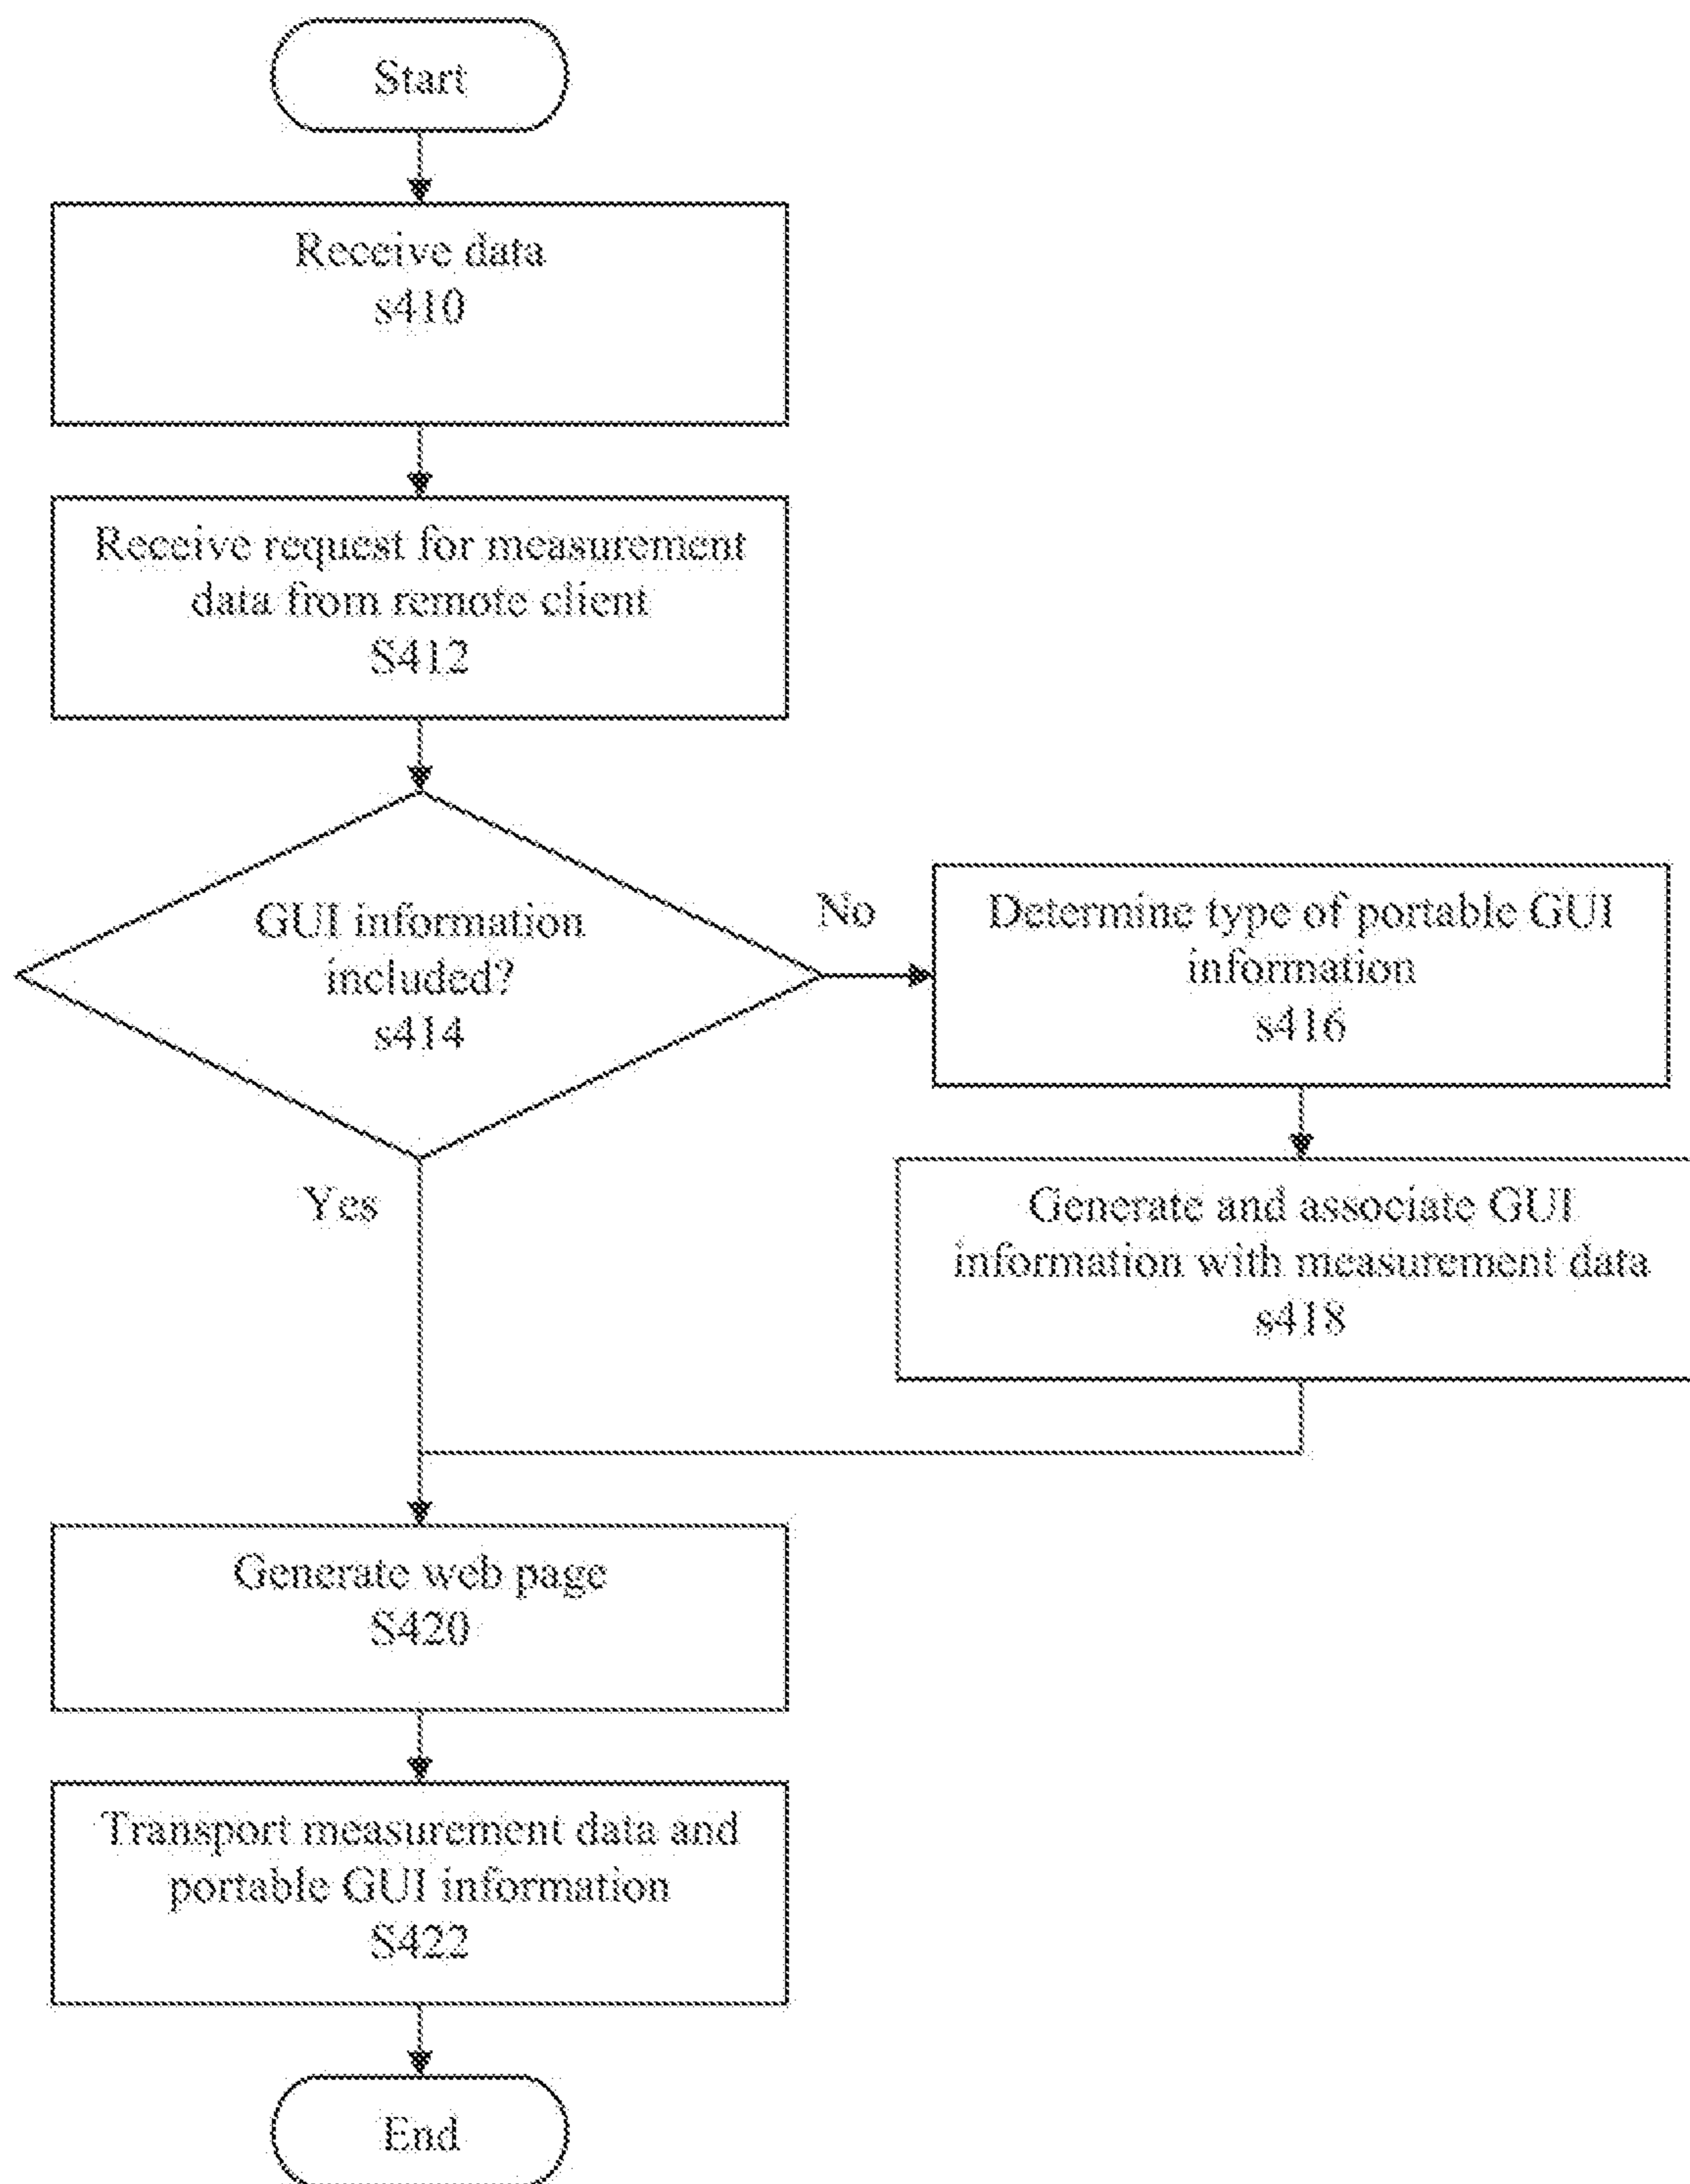 Start
Receive data
s410
Receive request for measurement
data from remote client
S412
GUI information
included?
s414
No
Determine type of portable GUI
information
s416
Yes
Generate and associate GUI
information with measurement data
s418
Generate web page
S420
Transport measurement data and
portable GUI information
S422
End